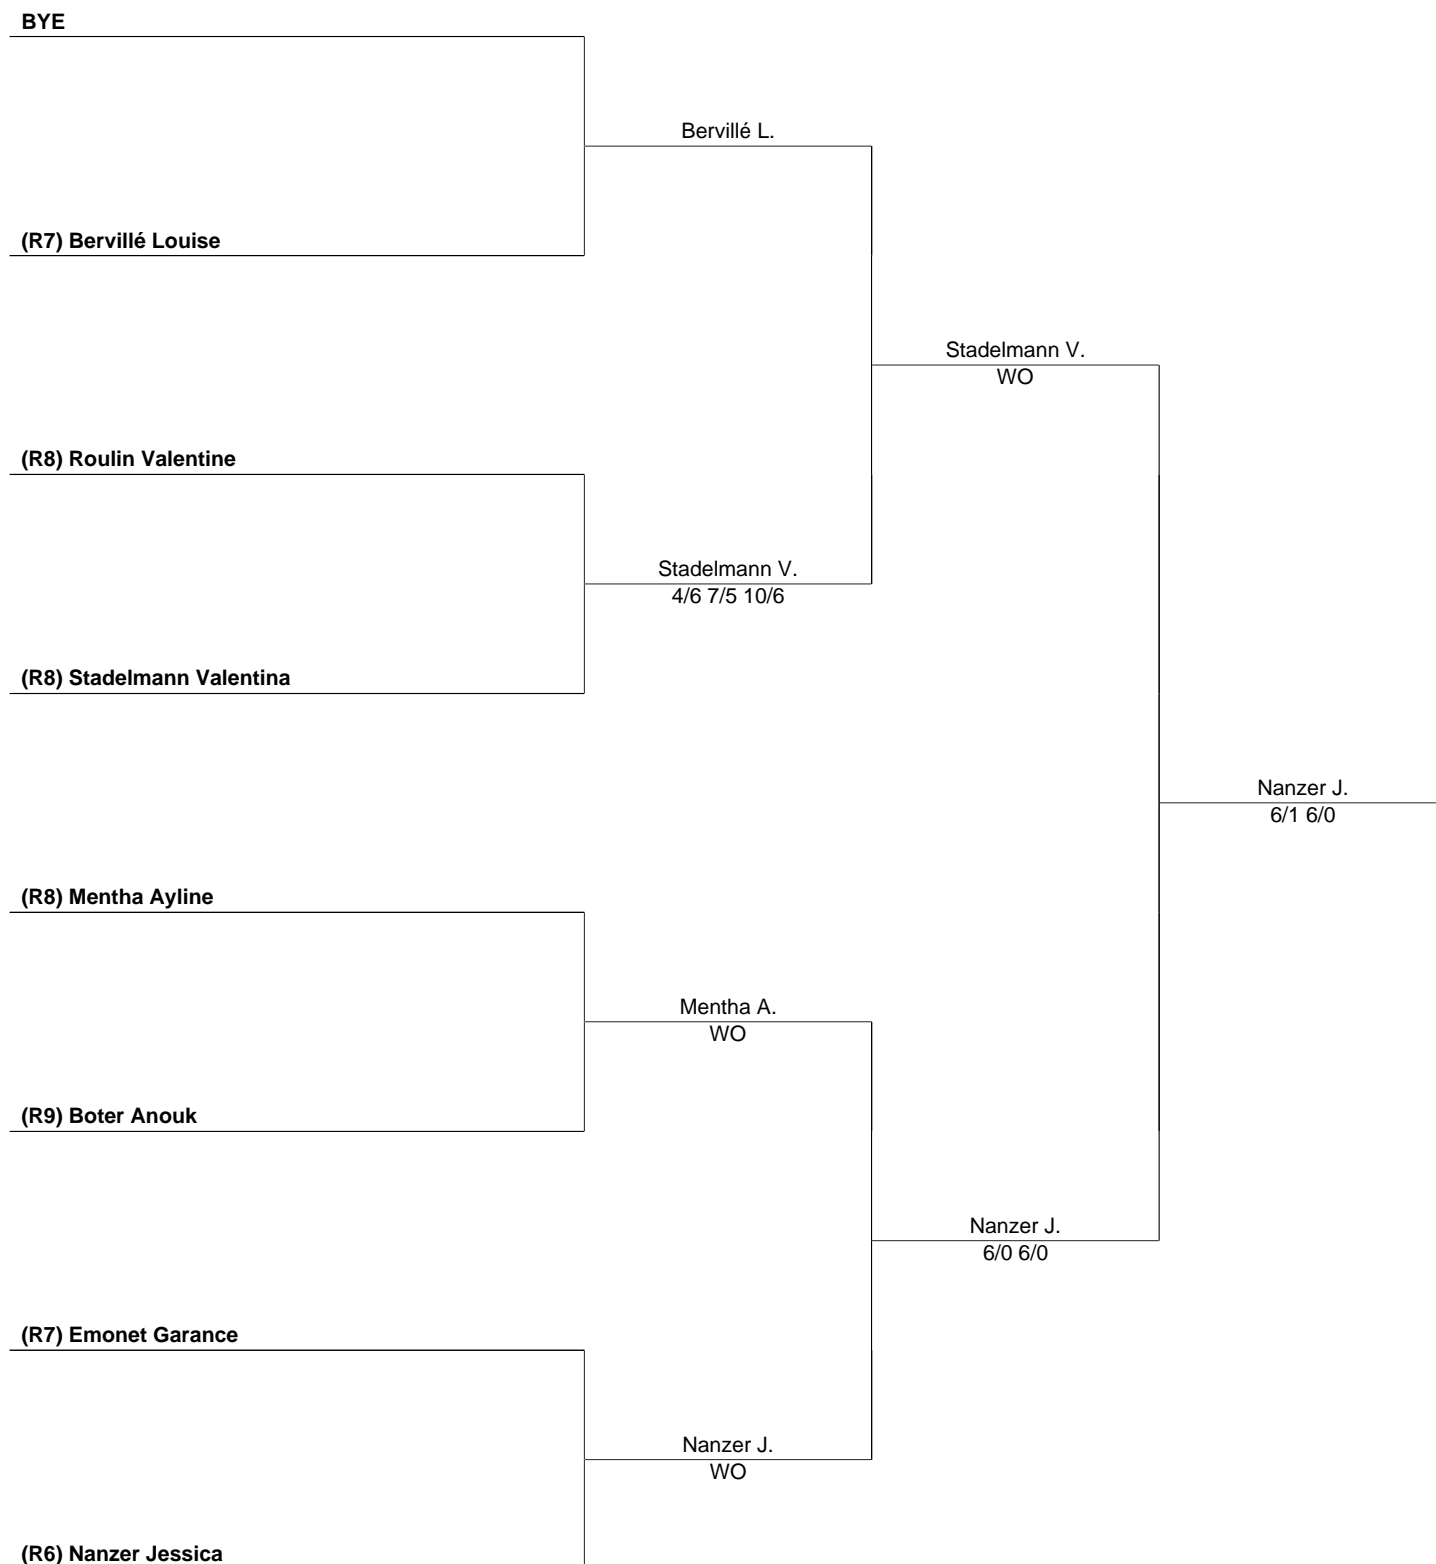 BYE
Bervillé L.
(R7) Bervillé Louise
Stadelmann V.
WO
(R8) Roulin Valentine
Stadelmann V.
4/6 7/5 10/6
(R8) Stadelmann Valentina
Nanzer J.
6/1 6/0
(R8) Mentha Ayline
Mentha A.
WO
(R9) Boter Anouk
Nanzer J.
6/0 6/0
(R7) Emonet Garance
Nanzer J.
WO
(R6) Nanzer Jessica